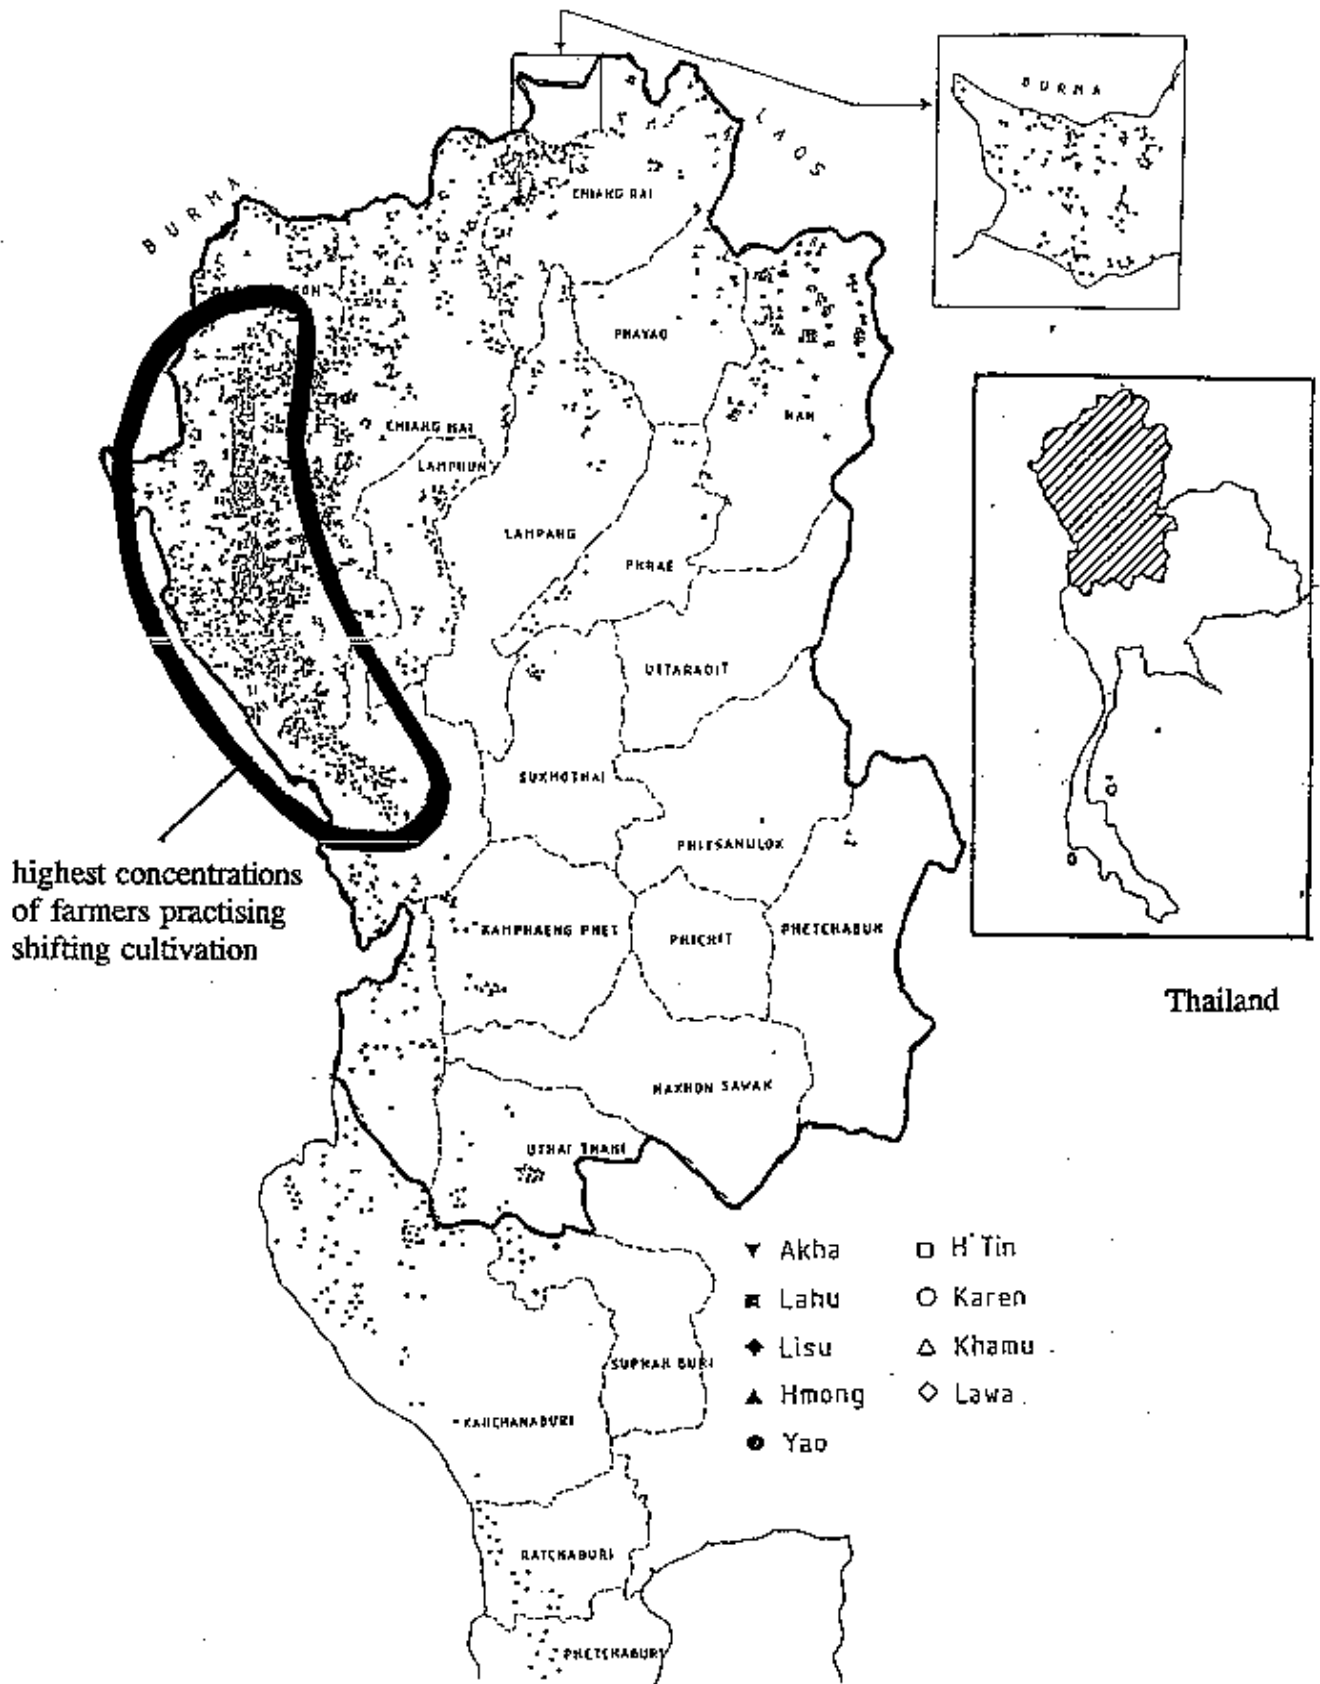 BURMA
LAOS
BURMA
CHIANG RAI
SON
PHAYAO
NAN
CHIANG MAI
LAMPHUN
LAMPANG
PHRAE
UTTARADIT
SUKHOTHAI
PHITSANULOK
highest concentrations
of farmers practising
shifting cultivation
KAMPHAENG PHET
PHICHIT
PHETCHABUN
Thailand
NAKHON SAWAN
UTHAI THANI
Akha
Lahu
Lisu
Hmong
Yao
H'Tin
Karen
Khamu
Lawa
SUPHAN BURI
KANCHANABURI
RATCHABURI
PHETCHABURI